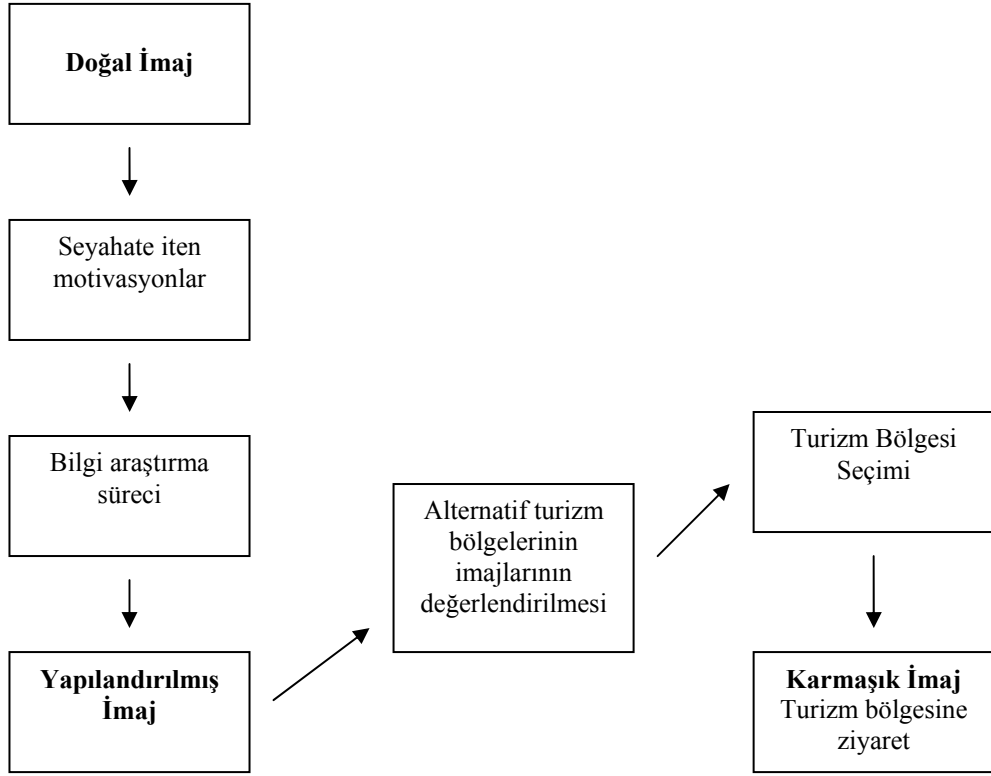 Doğal İmaj
Seyahate iten
motivasyonlar
Bilgi araştırma
süreci
Yapılandırılmış
İmaj
Alternatif turizm
bölgelerinin
imajlarının
değerlendirilmesi
Turizm Bölgesi
Seçimi
Karmaşık İmaj
Turizm bölgesine
ziyaret